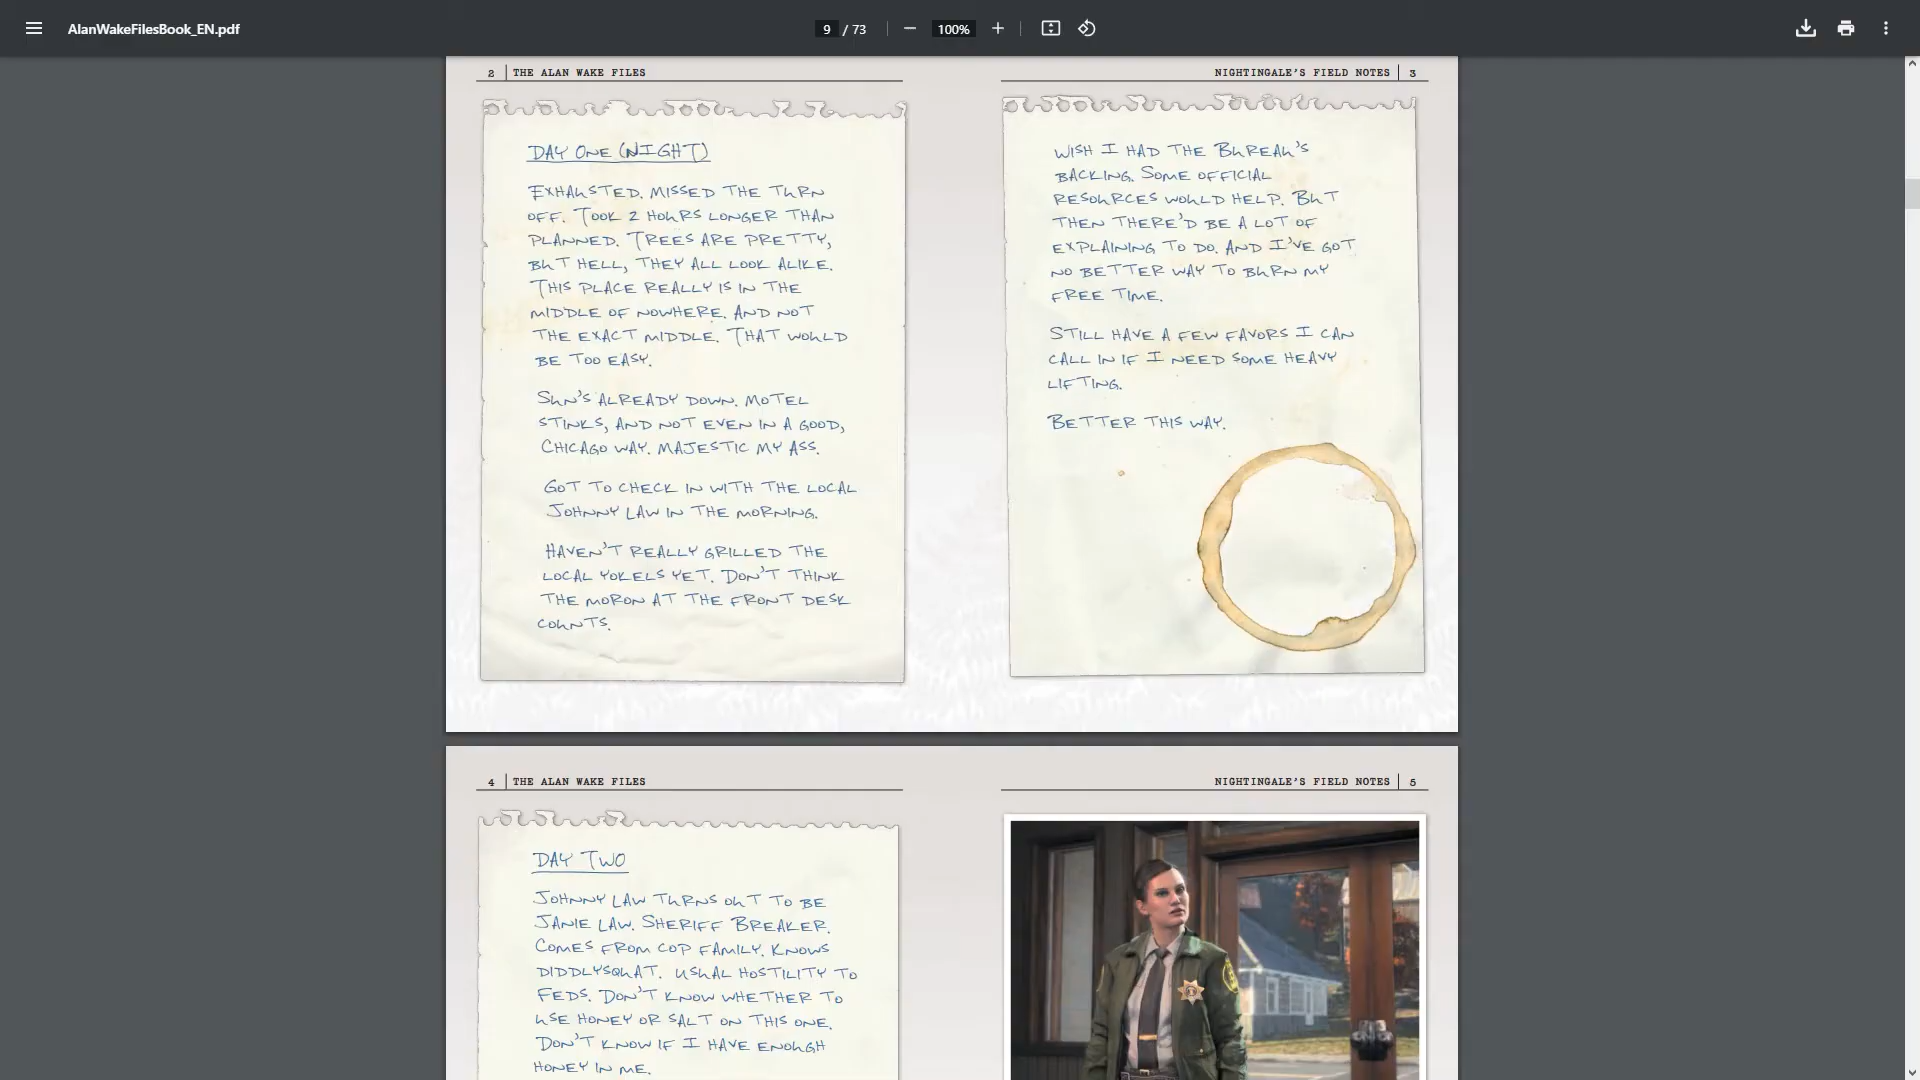 AlanWakeFilesBook_EN.pdf
9 / 73
100%
2 THE ALAN WAKE FILES
DAY ONE (NIGHT)
EXHAUSTED. MISSED THE TURN
OFF. TOOK 2 HOURS LONGER THAN
PLANNED. TREES ARE PRETTY,
BUT HELL, THEY ALL LOOK ALIKE.
THIS PLACE REALLY IS IN THE
MIDDLE OF NOWHERE. AND NOT
THE EXACT MIDDLE. THAT WOULD
BE TOO EASY.
SUN'S ALREADY DOWN. MOTEL
STINKS, AND NOT EVEN IN A GOOD,
CHICAGO WAY. MAJESTIC MY ASS.
GOT TO CHECK IN WITH THE LOCAL
JOHNNY LAW IN THE MORNING.
HAVEN'T REALLY GRILLED THE
LOCAL YOKELS YET. DON'T THINK
THE MORON AT THE FRONT DESK
COUNTS.
NIGHTINGALE'S FIELD NOTES 3
WISH I HAD THE BUREAU'S
BACKING. SOME OFFICIAL
RESOURCES WOULD HELP. BUT
THEN THERE'D BE A LOT OF
EXPLAINING TO DO. AND I'VE GOT
NO BETTER WAY TO BURN MY
FREE TIME.
STILL HAVE A FEW FAVORS I CAN
CALL IN IF I NEED SOME HEAVY
LIFTING.
BETTER THIS WAY.
4 THE ALAN WAKE FILES
DAY TWO
JOHNNY LAW TURNS OUT TO BE
JANIE LAW. SHERIFF BREAKER.
COMES FROM COP FAMILY. KNOWS
DIDDLYSQUAT. USUAL HOSTILITY TO
FEDS. DON'T KNOW WHETHER TO
USE HONEY OR SALT ON THIS ONE.
DON'T KNOW IF I HAVE ENOUGH
HONEY IN ME.
NIGHTINGALE'S FIELD NOTES 5